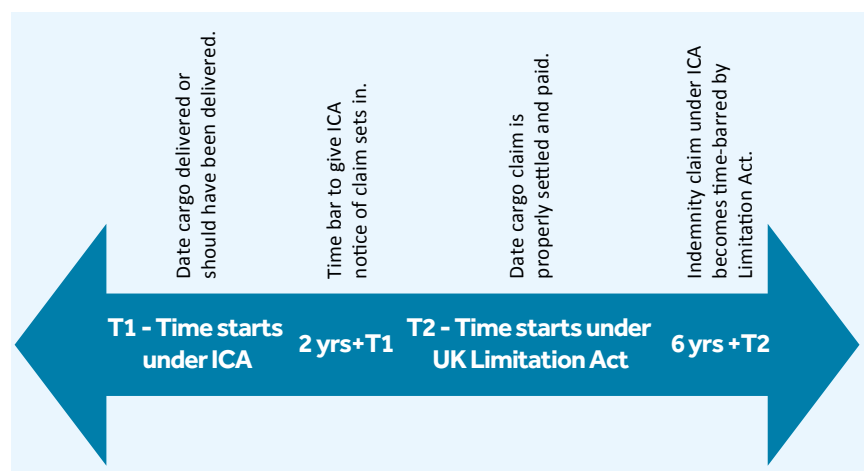 Date cargo delivered or
should have been delivered.
Time bar to give ICA
notice of claim sets in.
Date cargo claim is
properly settled and paid.
Indemnity claim under ICA
becomes time-barred by
Limitation Act.
T1 - Time starts
under ICA
2 yrs+T1
T2 - Time starts under
UK Limitation Act
6 yrs +T2